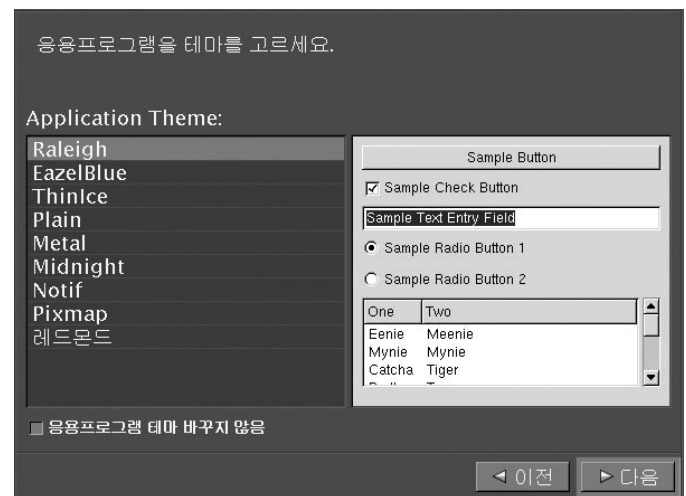 응용프로그램을 테마를 고르세요.
Application Theme:
Raleigh
EazelBlue
ThinIce
Plain
Metal
Midnight
Notif
Pixmap
레드몬드
Sample Button
Sample Check Button
Sample Text Entry Field
Sample Radio Button 1
Sample Radio Button 2
One Two
Eenie Meenie
Mynie Mynie
Catcha Tiger
응용프로그램 테마 바꾸지 않음
이전 다음